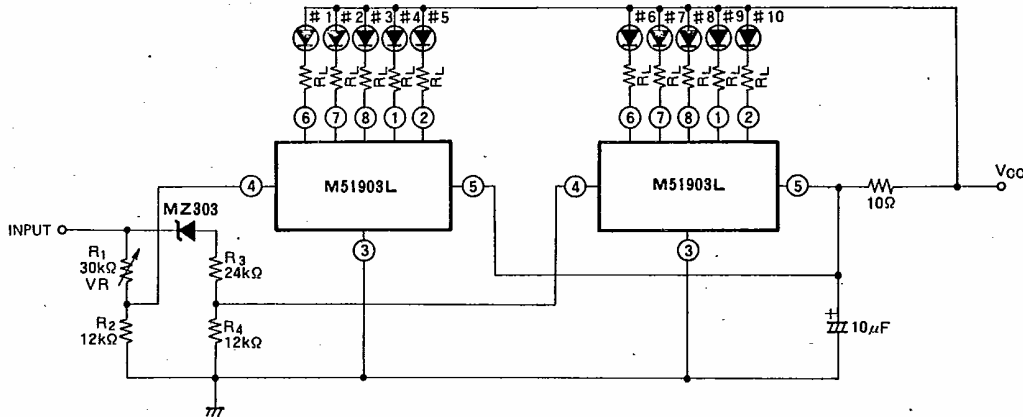 #1 #2 #3 #4 #5
#6 #7 #8 #9 #10
RL RL RL RL RL
RL RL RL RL RL
6 7 8 1 2
6 7 8 1 2
4 M51903L 5
4 M51903L 5
VCC
10Ω
MZ303
INPUT
3
3
R1
30kΩ
VR
R3
24kΩ
R2
12kΩ
R4
12kΩ
+
10μF